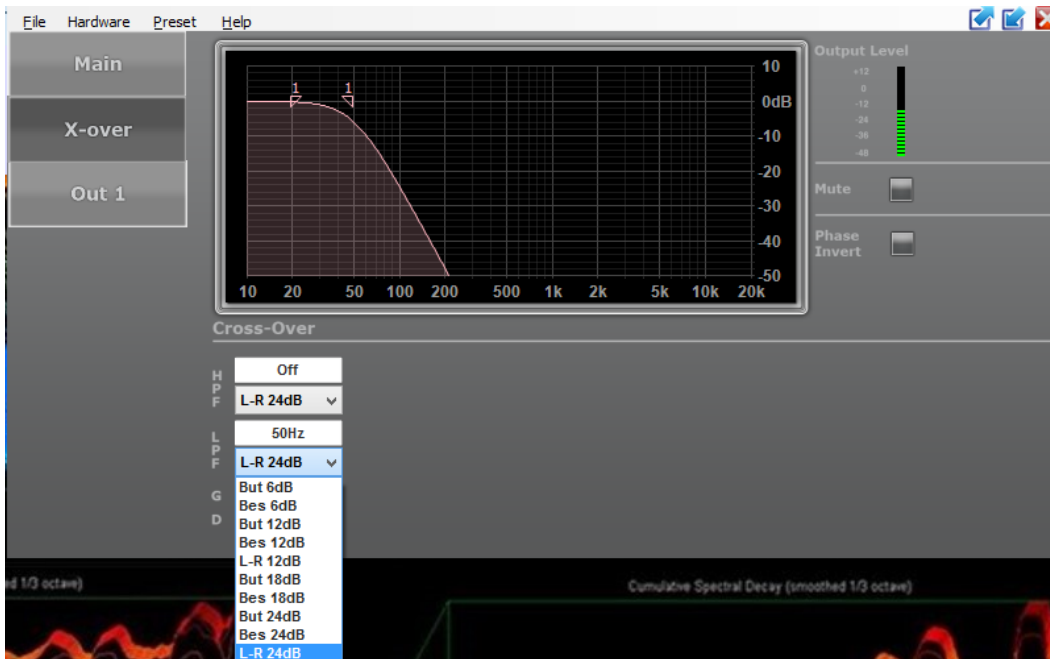 File Hardware Preset Help
Main
X-over
Out 1
1 1
10
0dB
-10
-20
-30
-40
-50
10 20 50 100 200 500 1k 2k 5k 10k 20k
Output Level
+12
0
-12
-24
-36
-48
Mute
Phase
Invert
Cross-Over
HPF
Off
L-R 24dB
LPF
50Hz
L-R 24dB
G
D
But 6dB
Bes 6dB
But 12dB
Bes 12dB
L-R 12dB
But 18dB
Bes 18dB
But 24dB
Bes 24dB
L-R 24dB
ed 1/3 octave)
Cumulative Spectral Decay (smoothed 1/3 octave)